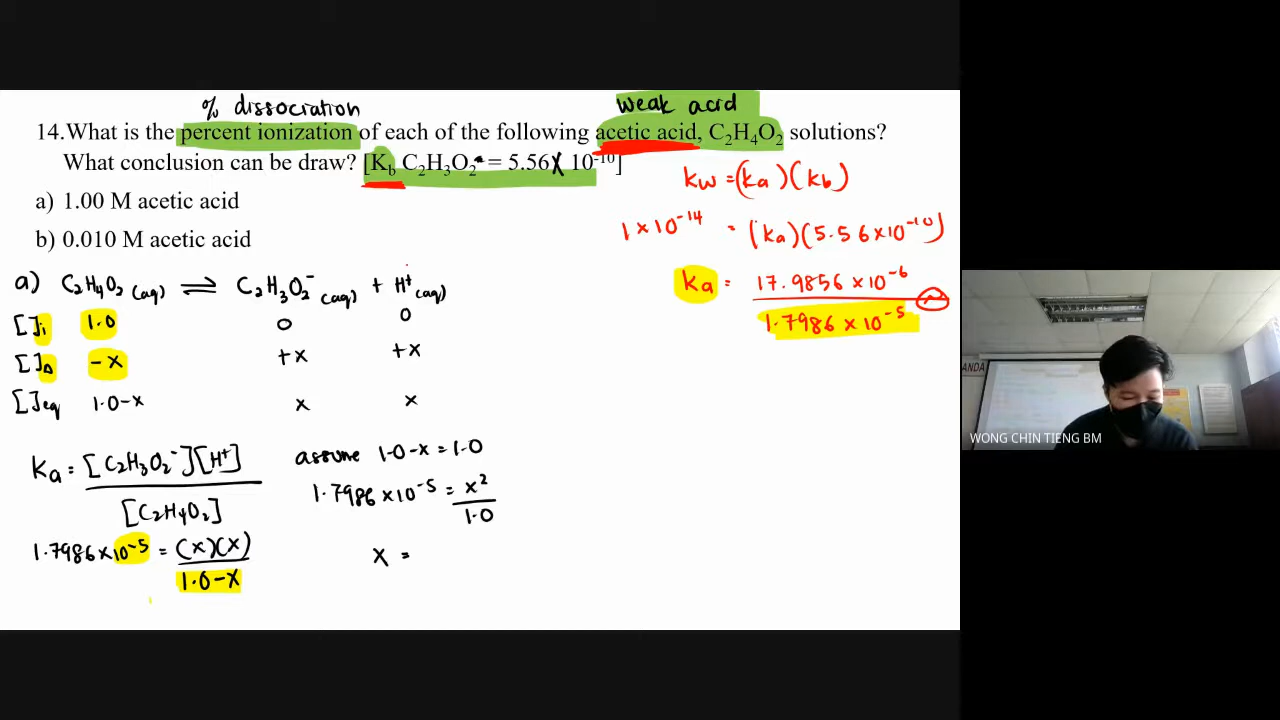 % dissociation
weak acid
14.What is the percent ionization of each of the following acetic acid, C2H4O2 solutions?
What conclusion can be draw? [Kb C2H3O2- = 5.56 X 10-10]
a) 1.00 M acetic acid
b) 0.010 M acetic acid
Kw = (Ka)(Kb)
1 x 10^-14 = (Ka)(5.56 x 10^-10)
Ka = 17.9856 x 10^-6
1.7986 x 10^-5
a) C2H4O2 (aq) ⇌ C2H3O2^- (aq) + H^+ (aq)
[ ]i 1.0 0 0
[ ]Δ -x +x +x
[ ]eq 1.0-x x x
Ka = [C2H3O2^-][H^+]
[C2H4O2]
1.7986 x 10^-5 = (x)(x)
1.0-x
assume 1.0-x = 1.0
1.7986 x 10^-5 = x^2
1.0
x =
ANDA
WONG CHIN TIENG BM